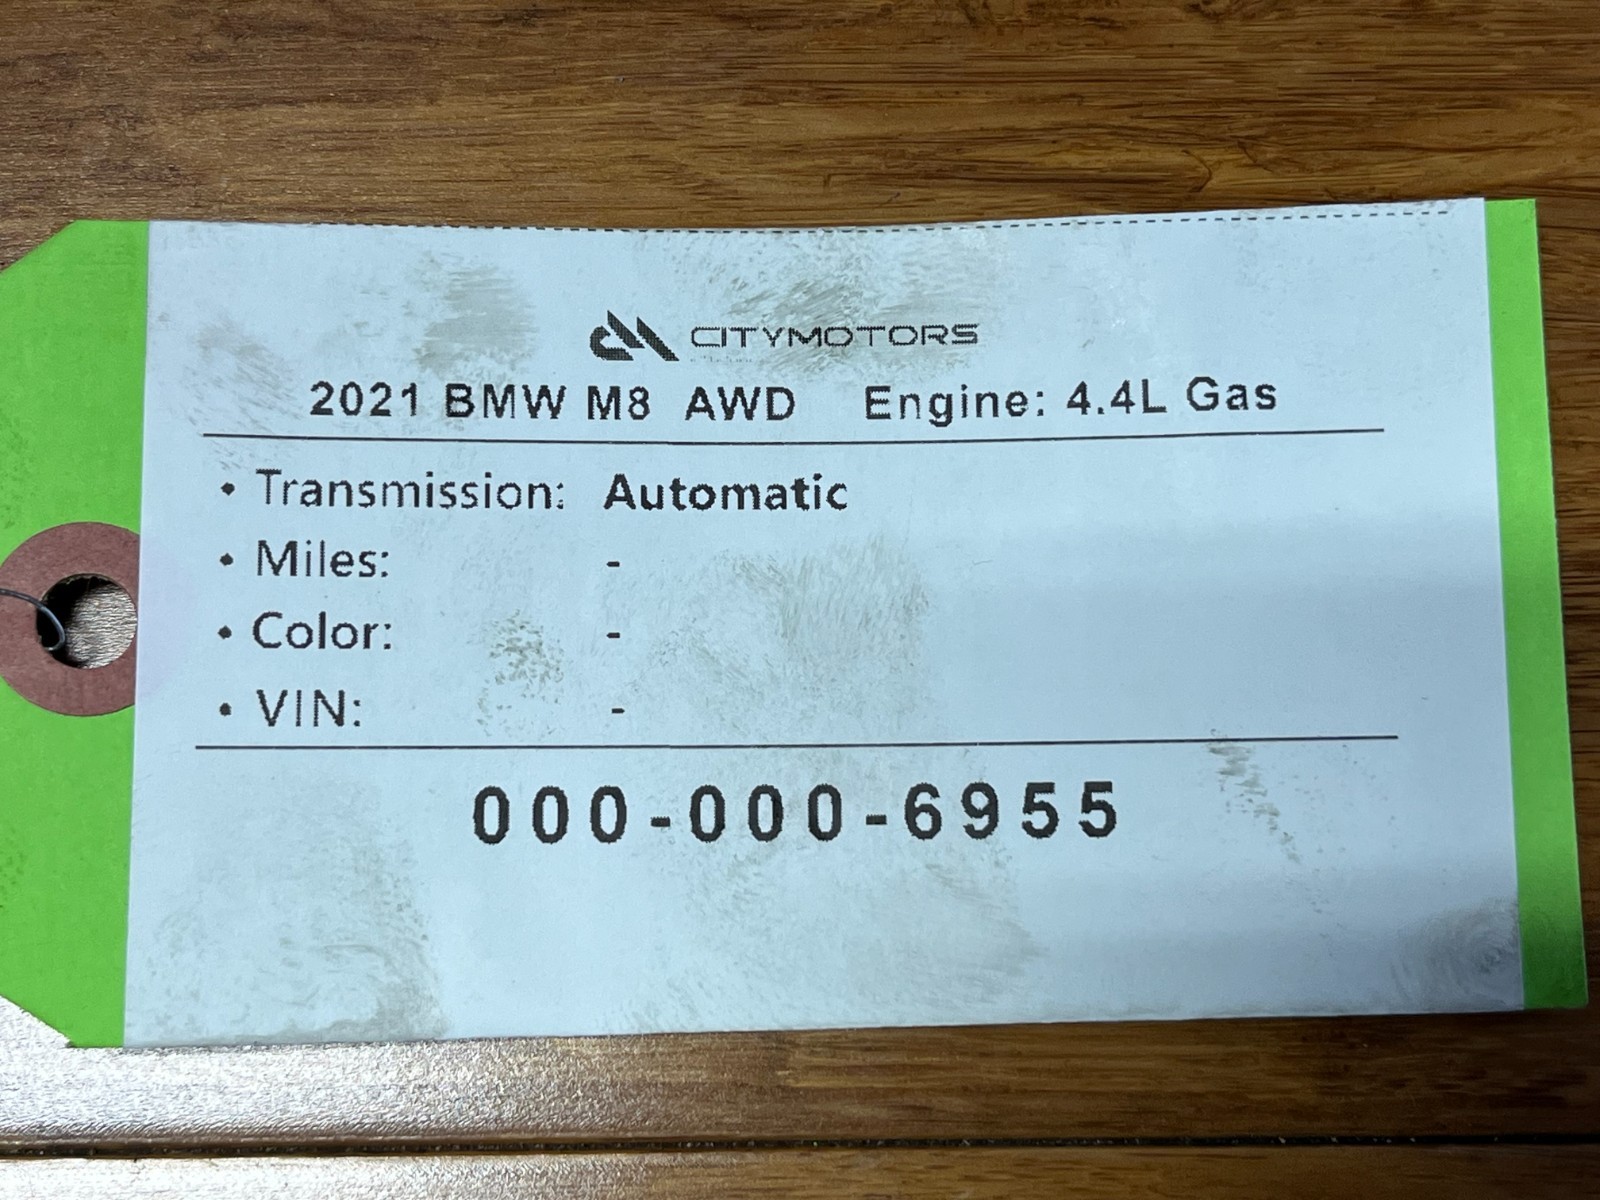 CITYMOTORS
2021 BMW M8 AWD Engine: 4.4L Gas
• Transmission: Automatic
• Miles: -
• Color: -
• VIN: -
000-000-6955